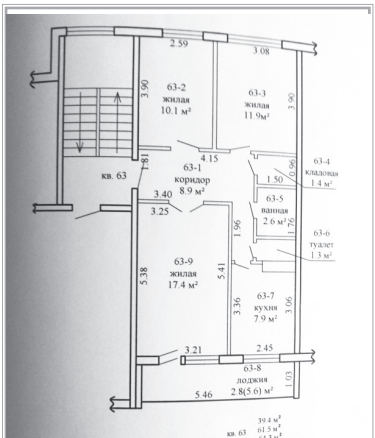 2.59
3.08
3.90
63-2
жилая
10.1 м²
63-3
жилая
11.9м²
3.90
1.81
4.15
63-1
коридор
8.9 м²
0.96
63-4
кладовая
1.4 м²
1.50
кв. 63
3.40
3.25
63-5
ванная
2.6 м²
1.76
1.96
63-6
туалет
1.3 м²
63-9
жилая
17.4 м²
5.38
5.41
3.36
63-7
кухня
7.9 м²
3.06
3.21
2.45
63-8
лоджия
2.8(5.6) м²
1.03
5.46
39.4 м²
кв. 63 61.5 м²
64.3 м²